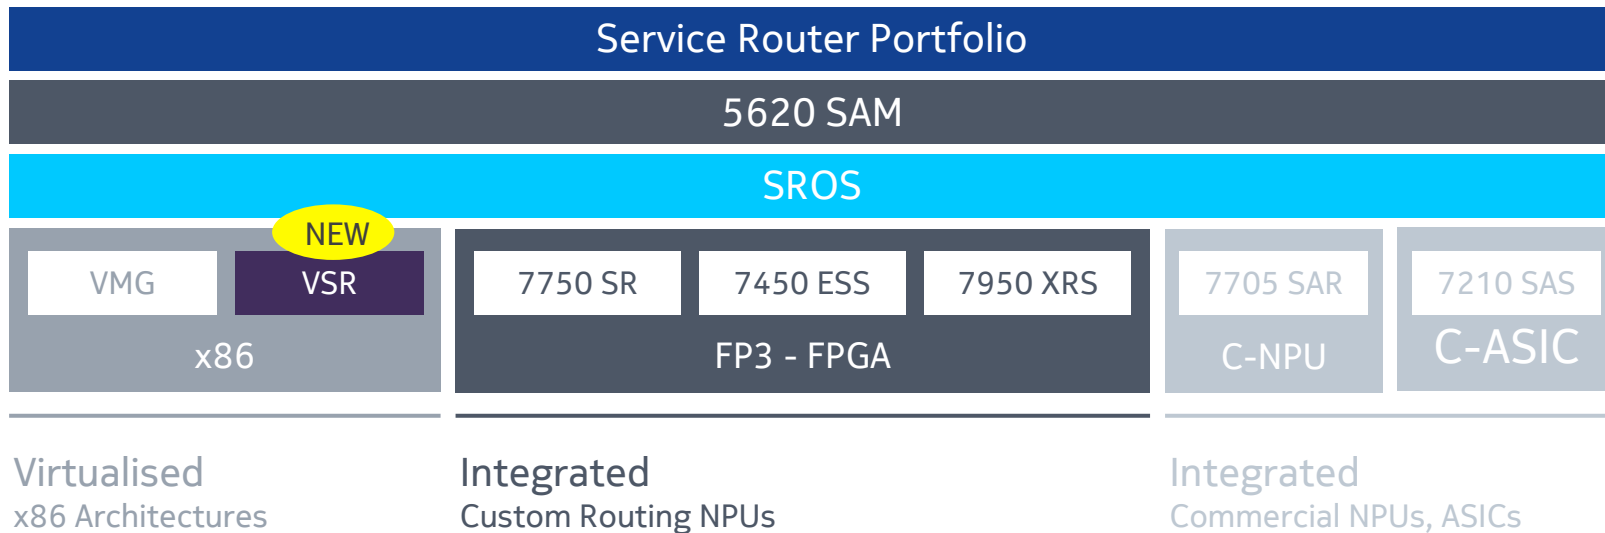 Service Router Portfolio
5620 SAM
SROS
NEW
VMG
VSR
x86
7750 SR
7450 ESS
7950 XRS
FP3 - FPGA
7705 SAR
C-NPU
7210 SAS
C-ASIC
Virtualised
x86 Architectures
Integrated
Custom Routing NPUs
Integrated
Commercial NPUs, ASICs